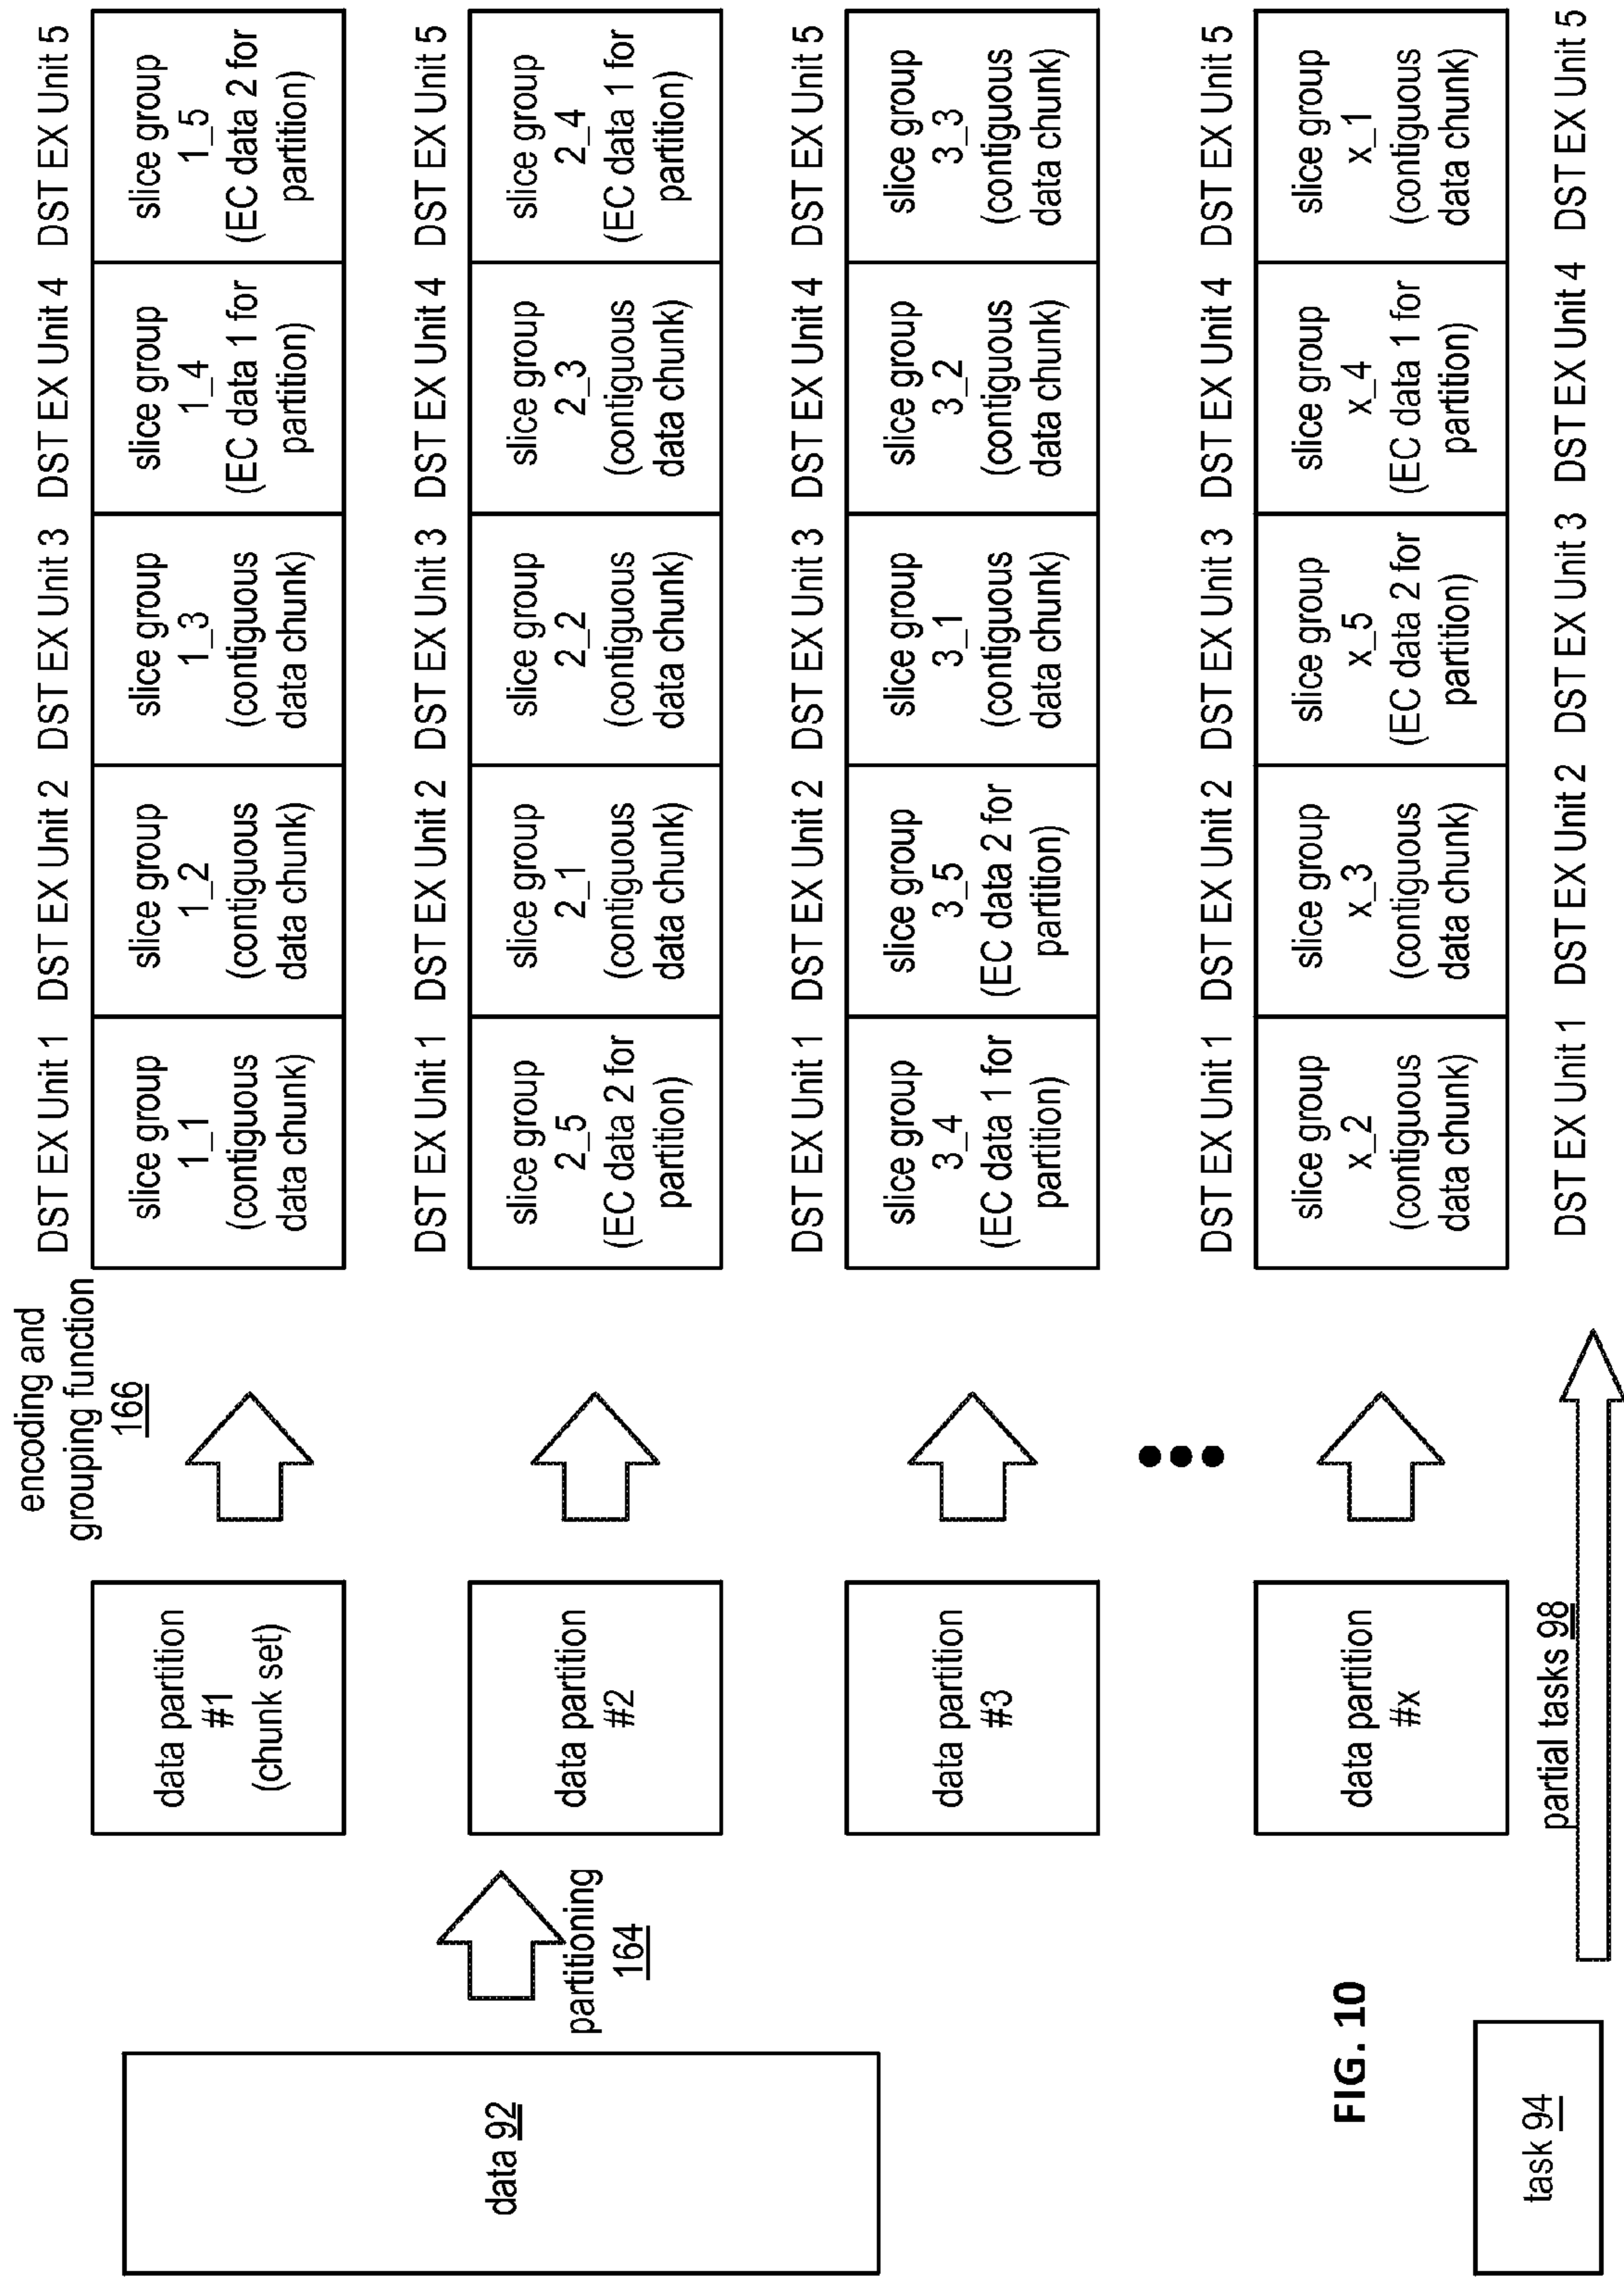 encoding and
grouping function
166
DST EX Unit 1 DST EX Unit 2 DST EX Unit 3 DST EX Unit 4 DST EX Unit 5
data 92
partitioning
164
data partition
#1
(chunk set)
slice group
1_1
(contiguous
data chunk)
slice group
1_2
(contiguous
data chunk)
slice group
1_3
(contiguous
data chunk)
slice group
1_4
(EC data 1 for
partition)
slice group
1_5
(EC data 2 for
partition)
DST EX Unit 1 DST EX Unit 2 DST EX Unit 3 DST EX Unit 4 DST EX Unit 5
data partition
#2
slice group
2_5
(EC data 2 for
partition)
slice group
2_1
(contiguous
data chunk)
slice group
2_2
(contiguous
data chunk)
slice group
2_3
(contiguous
data chunk)
slice group
2_4
(EC data 1 for
partition)
DST EX Unit 1 DST EX Unit 2 DST EX Unit 3 DST EX Unit 4 DST EX Unit 5
data partition
#3
slice group
3_4
(EC data 1 for
partition)
slice group
3_5
(EC data 2 for
partition)
slice group
3_1
(contiguous
data chunk)
slice group
3_2
(contiguous
data chunk)
slice group
3_3
(contiguous
data chunk)
DST EX Unit 1 DST EX Unit 2 DST EX Unit 3 DST EX Unit 4 DST EX Unit 5
data partition
#x
slice group
x_2
(contiguous
data chunk)
slice group
x_3
(contiguous
data chunk)
slice group
x_5
(EC data 2 for
partition)
slice group
x_4
(EC data 1 for
partition)
slice group
x_1
(contiguous
data chunk)
FIG. 10
task 94
partial tasks 98
DST EX Unit 1 DST EX Unit 2 DST EX Unit 3 DST EX Unit 4 DST EX Unit 5